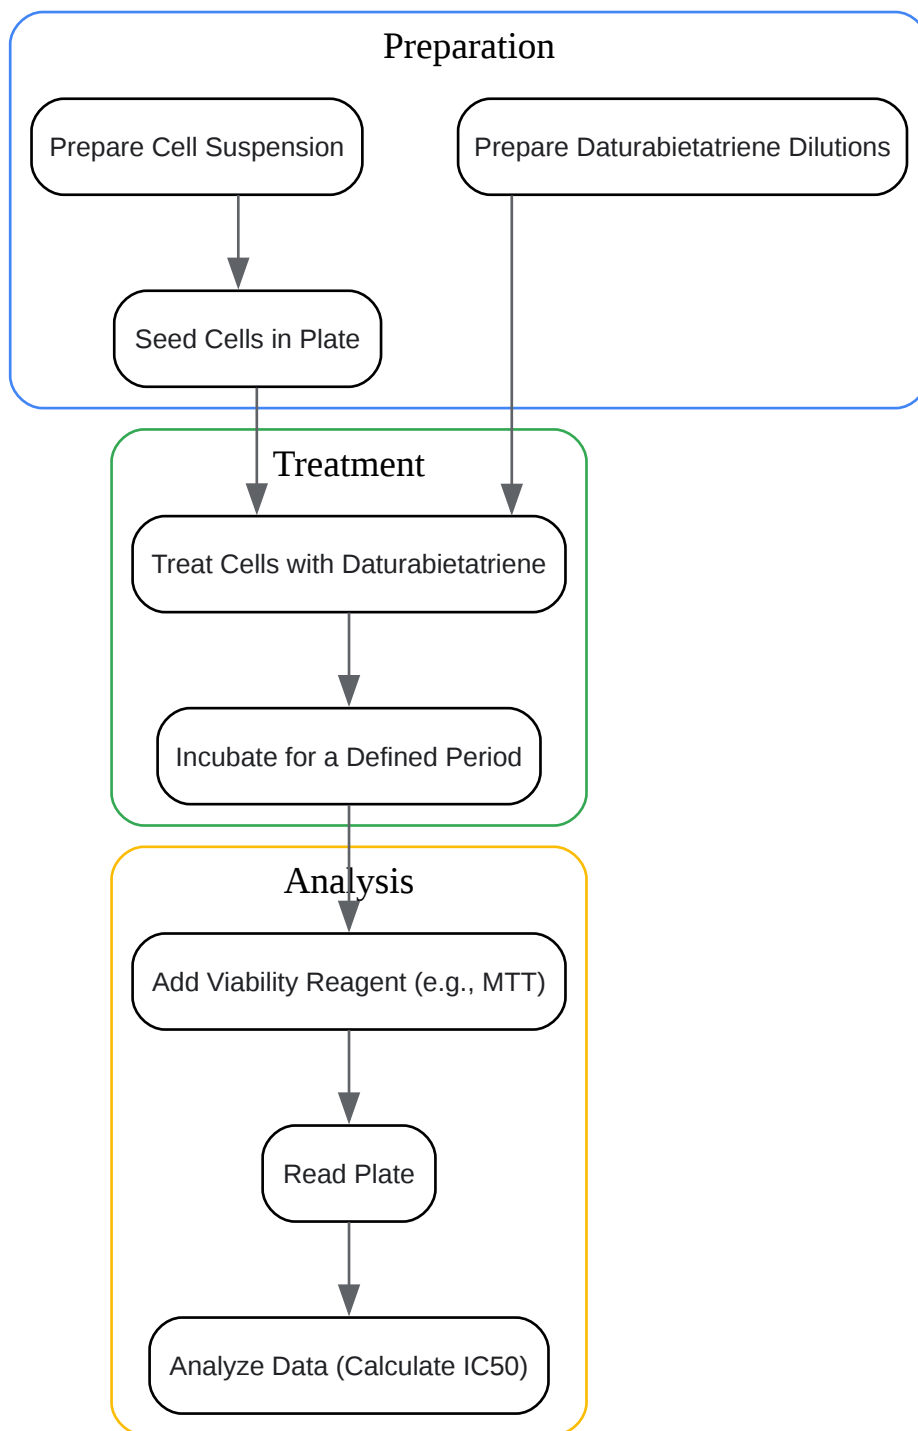 Preparation
Prepare Cell Suspension
Prepare Daturabietatriene Dilutions
Seed Cells in Plate
Treatment
Treat Cells with Daturabietatriene
Incubate for a Defined Period
Analysis
Add Viability Reagent (e.g., MTT)
Read Plate
Analyze Data (Calculate IC50)